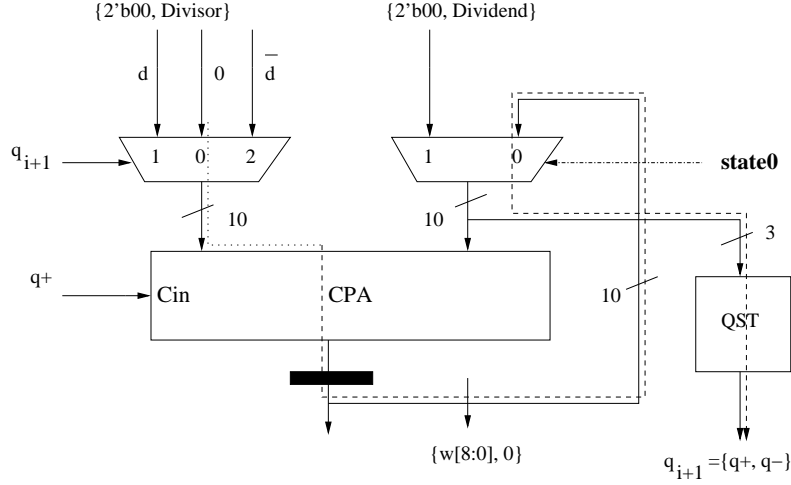 {2'b00, Divisor}
{2'b00, Dividend}
d
0
d
q i+1
1
0
2
1
0
state0
10
10
3
q+
Cin
CPA
10
QST
{w[8:0], 0}
q i+1 ={q+, q−}